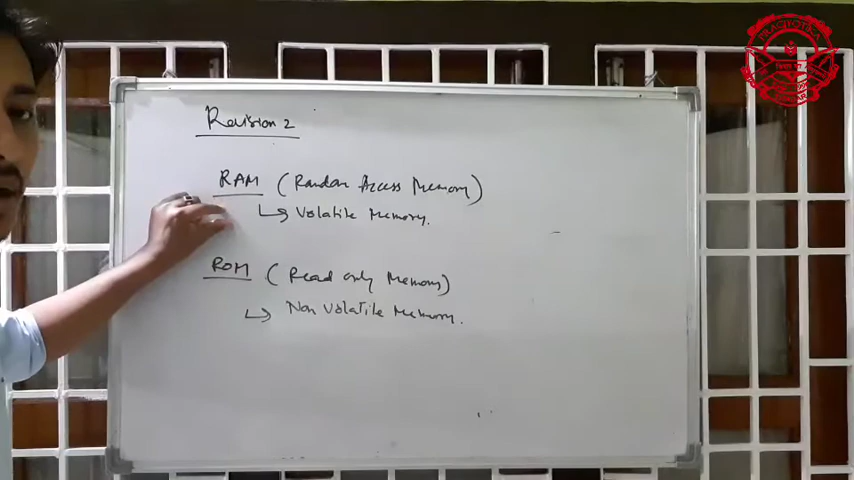 Revision 2
RAM (Random Access Memory)
↳ Volatile Memory.
ROM (Read only Memory)
↳ Non Volatile Memory.